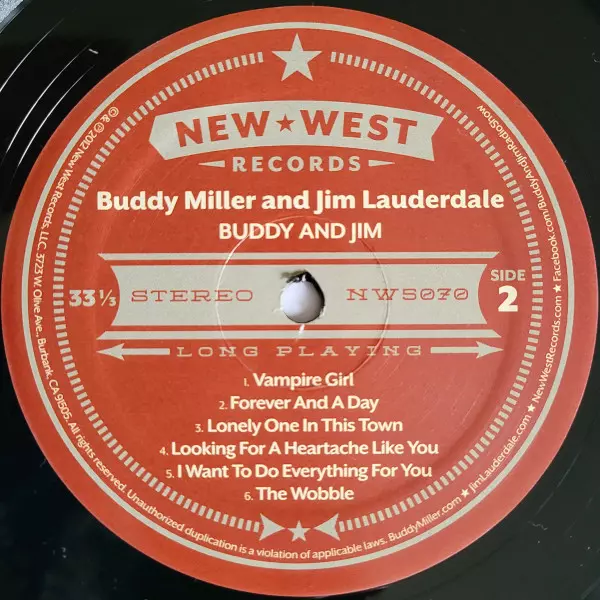 NEW★WEST
RECORDS
Buddy Miller and Jim Lauderdale
BUDDY AND JIM
33 ⅓
STEREO
NW5070
SIDE
2
LONG PLAYING
1. Vampire Girl
2. Forever And A Day
3. Lonely One In This Town
4. Looking For A Heartache Like You
5. I Want To Do Everything For You
6. The Wobble
© & ℗ 2012 New West Records, LLC. 3723 W. Olive Ave., Burbank, CA 91505. All rights reserved. Unauthorized duplication is a violation of applicable laws. BuddyMiller.com ★ JimLauderdale.com ★ NewWestRecords.com ★ Facebook.com/BuddyAndJimRadioShow